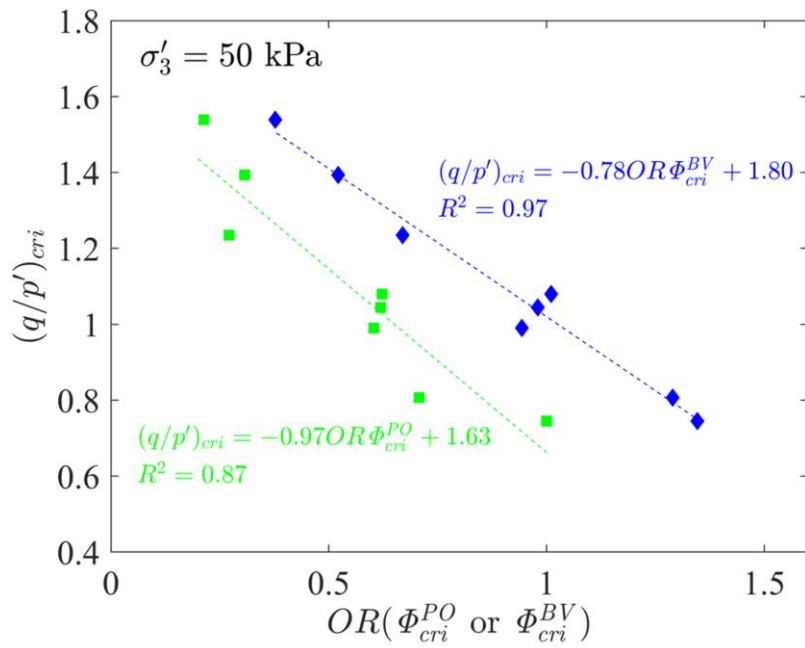 1.8
σ′₃ = 50 kPa
1.6
1.4
(q/p′)cri = −0.78ORΦ^BV_cri + 1.80
R² = 0.97
1.2
(q/p′)cri
1
0.8
(q/p′)cri = −0.97ORΦ^PO_cri + 1.63
R² = 0.87
0.6
0.4
0 0.5 1 1.5
OR(Φ^PO_cri or Φ^BV_cri)